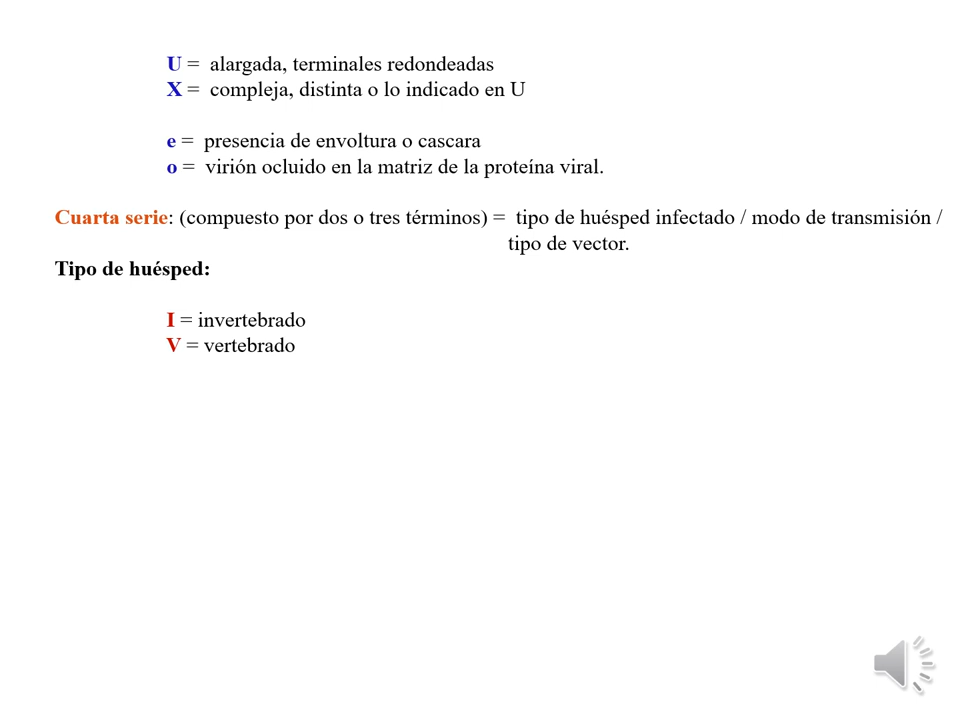 U = alargada, terminales redondeadas
X = compleja, distinta o lo indicado en U
e = presencia de envoltura o cascara
o = virión ocluido en la matriz de la proteína viral.
Cuarta serie: (compuesto por dos o tres términos) = tipo de huésped infectado / modo de transmisión /
tipo de vector.
Tipo de huésped:
I = invertebrado
V = vertebrado